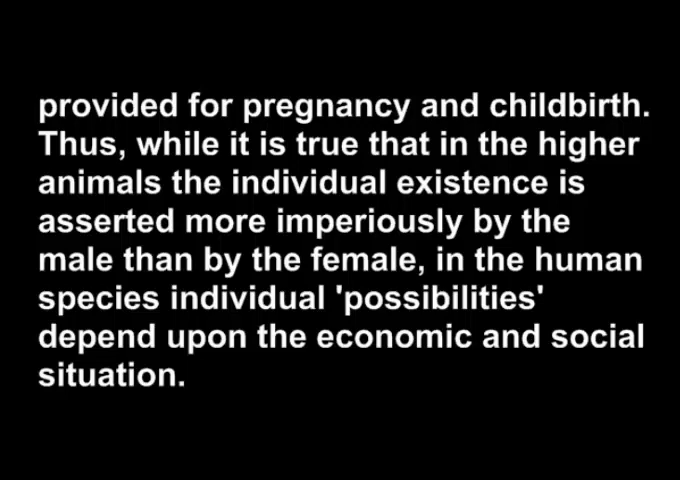 provided for pregnancy and childbirth.
Thus, while it is true that in the higher
animals the individual existence is
asserted more imperiously by the
male than by the female, in the human
species individual 'possibilities'
depend upon the economic and social
situation.